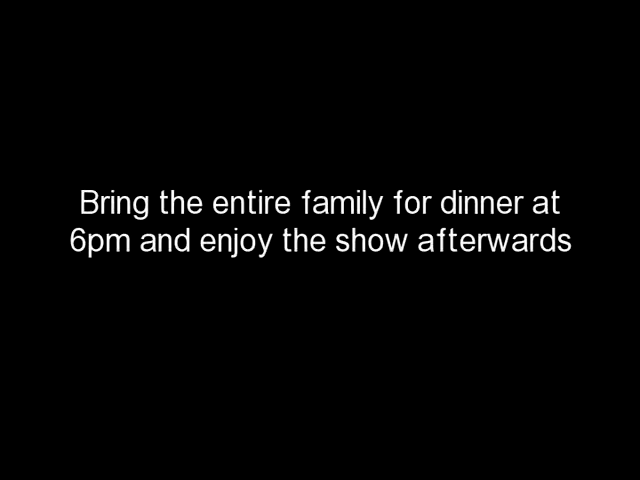 Bring the entire family for dinner at
6pm and enjoy the show afterwards